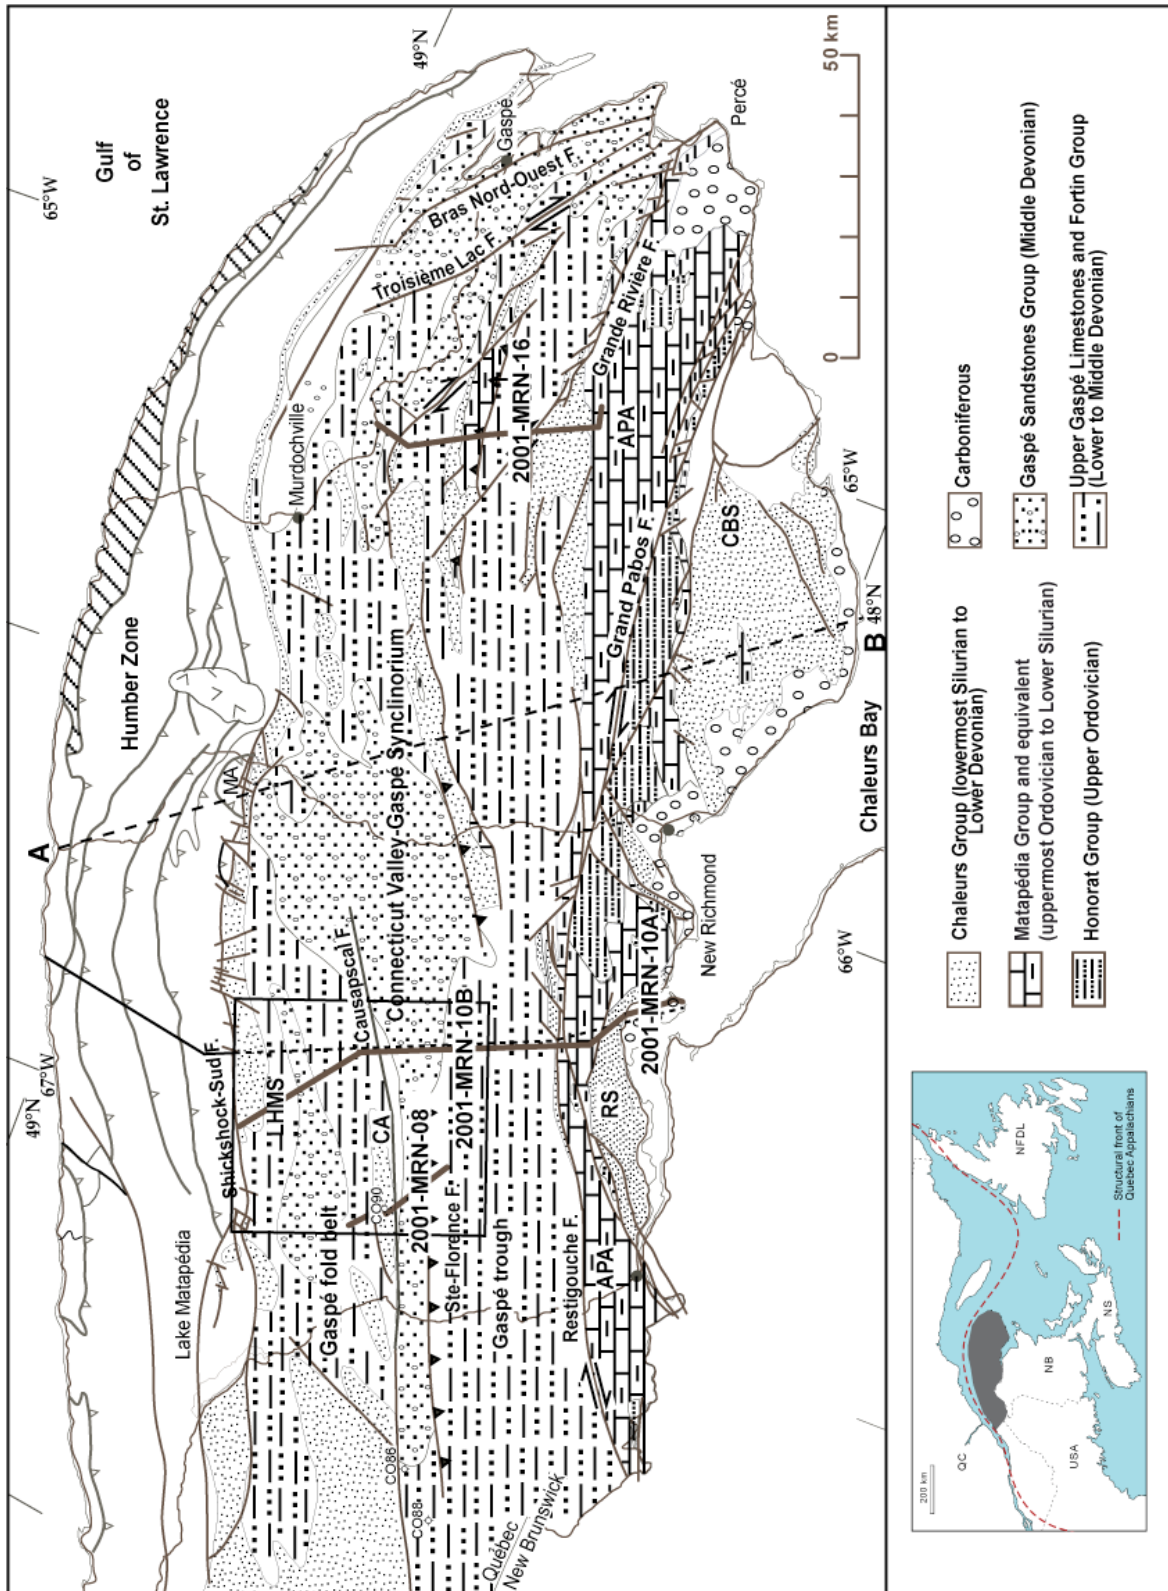 49°N
67°W
65°W
49°N
Gulf
of
St. Lawrence
A
Humber Zone
MA
Murdochville
Gaspé
Bras Nord-Ouest F.
Troisième Lac F.
Percé
50 km
0
Lake Matapédia
Shickshock-Sud F.
LHMS
Causapscal F.
Connecticut Valley-Gaspé Synclinorium
2001-MRN-16
Grande Rivière F.
APA
Gaspé fold belt
CA
CO90
2001-MRN-08
2001-MRN-10B
Ste-Florence F.
Gaspé trough
Restigouche F.
APA
RS
2001-MRN-10A
Grand Pabos F.
CBS
CO86
CO88
Québec
New Brunswick
New Richmond
Chaleurs Bay
B
66°W
48°N
65°W
Chaleurs Group (lowermost Silurian to
Lower Devonian)
Matapédia Group and equivalent
(uppermost Ordovician to Lower Silurian)
Honorat Group (Upper Ordovician)
Carboniferous
Gaspé Sandstones Group (Middle Devonian)
Upper Gaspé Limestones and Fortin Group
(Lower to Middle Devonian)
200 km
QC
USA
NB
NS
NFDL
Structural front of
Quebec Appalachians